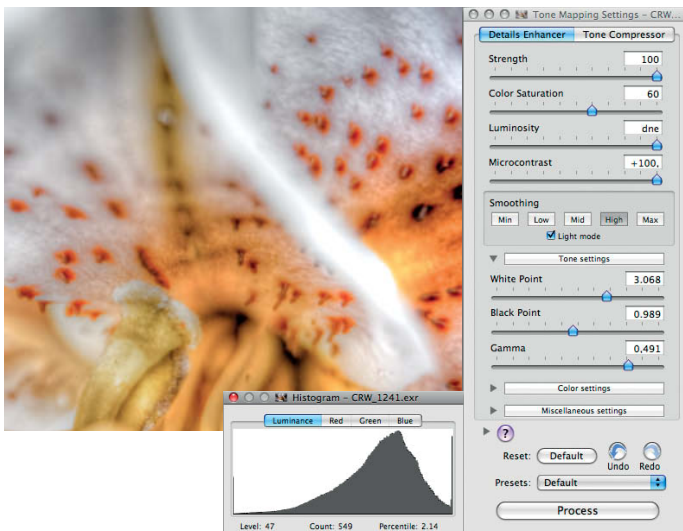 Tone Mapping Settings – CRW...
Details Enhancer Tone Compressor
Strength 100
Color Saturation 60
Luminosity dne
Microcontrast +100,
Smoothing
Min Low Mid High Max
Light mode
Tone settings
White Point 3.068
Black Point 0.989
Gamma 0,491
Color settings
Miscellaneous settings
?
Reset: Default Undo Redo
Presets: Default
Process
Histogram – CRW_1241.exr
Luminance Red Green Blue
Level: 47 Count: 549 Percentile: 2.14